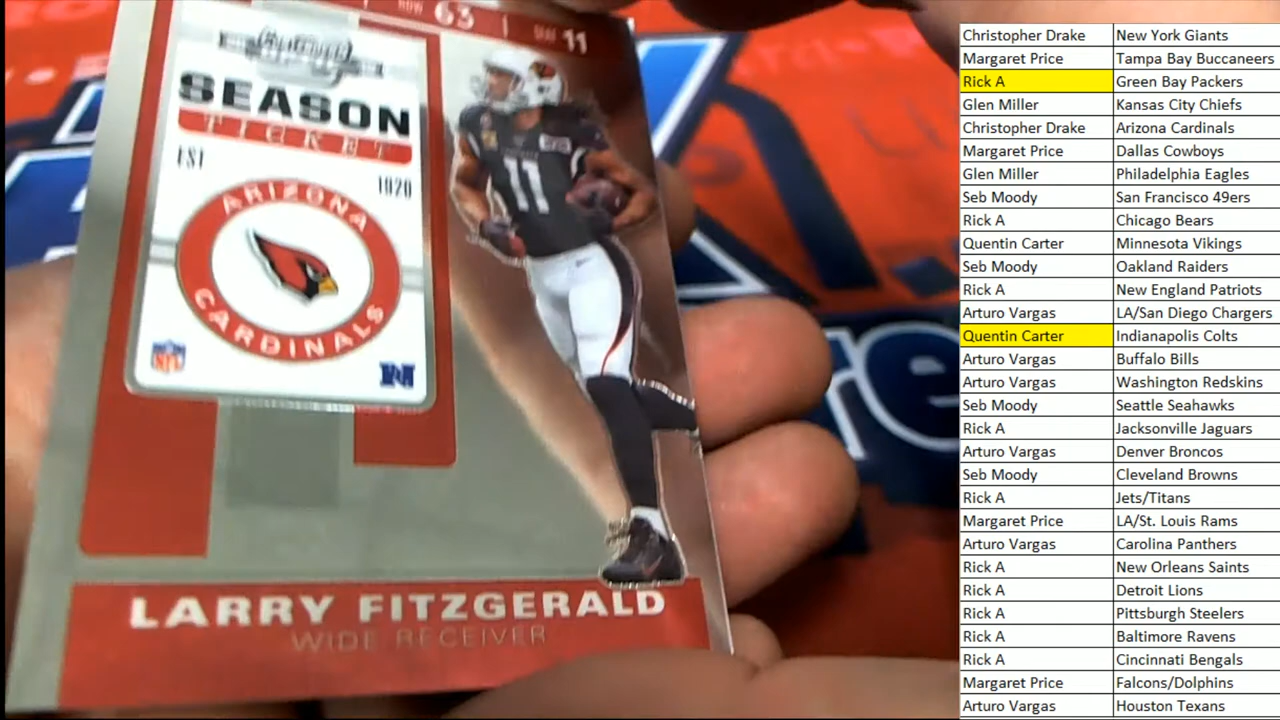 63 11
Contenders
SEASON
TICKET
EST 1920
ARIZONA
CARDINALS
NFL
N
11
LARRY FITZGERALD
WIDE RECEIVER
re
Christopher Drake New York Giants
Margaret Price Tampa Bay Buccaneers
Rick A Green Bay Packers
Glen Miller Kansas City Chiefs
Christopher Drake Arizona Cardinals
Margaret Price Dallas Cowboys
Glen Miller Philadelphia Eagles
Seb Moody San Francisco 49ers
Rick A Chicago Bears
Quentin Carter Minnesota Vikings
Seb Moody Oakland Raiders
Rick A New England Patriots
Arturo Vargas LA/San Diego Chargers
Quentin Carter Indianapolis Colts
Arturo Vargas Buffalo Bills
Arturo Vargas Washington Redskins
Seb Moody Seattle Seahawks
Rick A Jacksonville Jaguars
Arturo Vargas Denver Broncos
Seb Moody Cleveland Browns
Rick A Jets/Titans
Margaret Price LA/St. Louis Rams
Arturo Vargas Carolina Panthers
Rick A New Orleans Saints
Rick A Detroit Lions
Rick A Pittsburgh Steelers
Rick A Baltimore Ravens
Rick A Cincinnati Bengals
Margaret Price Falcons/Dolphins
Arturo Vargas Houston Texans